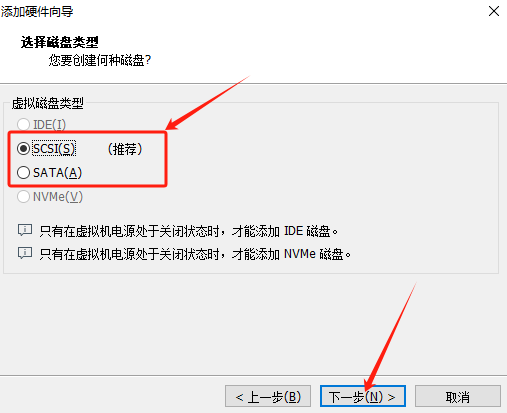 添加硬件向导
选择磁盘类型
您要创建何种磁盘?
虚拟磁盘类型
IDE(I)
SCSI(S) （推荐）
SATA(A)
NVMe(V)
只有在虚拟机电源处于关闭状态时，才能添加 IDE 磁盘。
只有在虚拟机电源处于关闭状态时，才能添加 NVMe 磁盘。
< 上一步(B) 下一步(N) > 取消